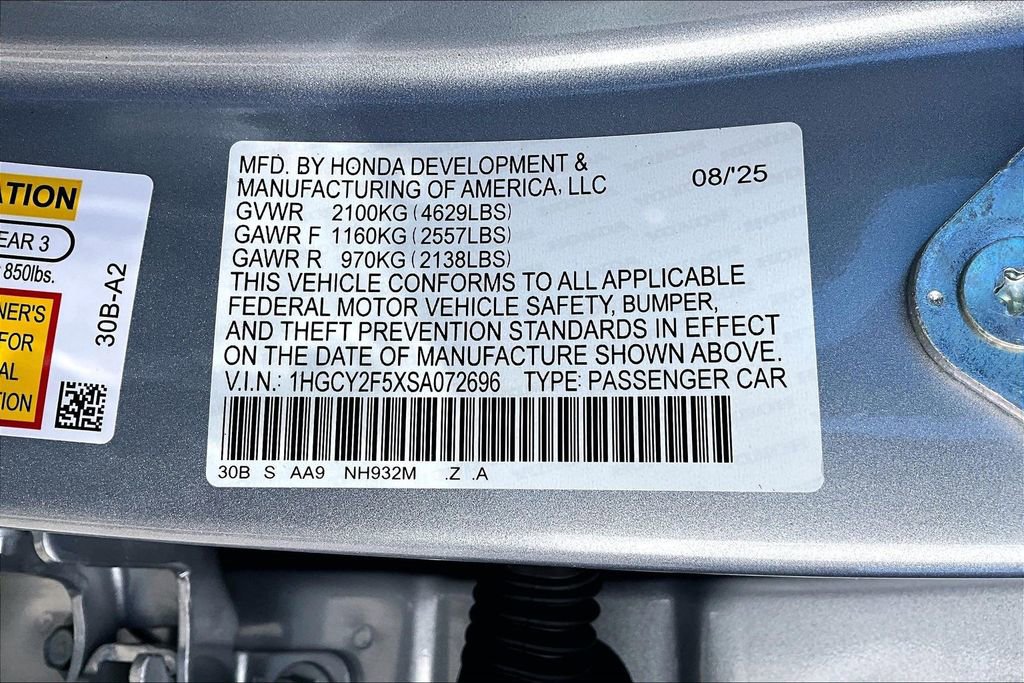 ATION
EAR 3
850lbs.
NER'S
FOR
AL
TION
30B-A2
MFD. BY HONDA DEVELOPMENT &
MANUFACTURING OF AMERICA, LLC
08/'25
GVWR 2100KG (4629LBS)
GAWR F 1160KG (2557LBS)
GAWR R 970KG (2138LBS)
THIS VEHICLE CONFORMS TO ALL APPLICABLE
FEDERAL MOTOR VEHICLE SAFETY, BUMPER,
AND THEFT PREVENTION STANDARDS IN EFFECT
ON THE DATE OF MANUFACTURE SHOWN ABOVE.
V.I.N.: 1HGCY2F5XSA072696 TYPE: PASSENGER CAR
30B S AA9 NH932M .Z .A